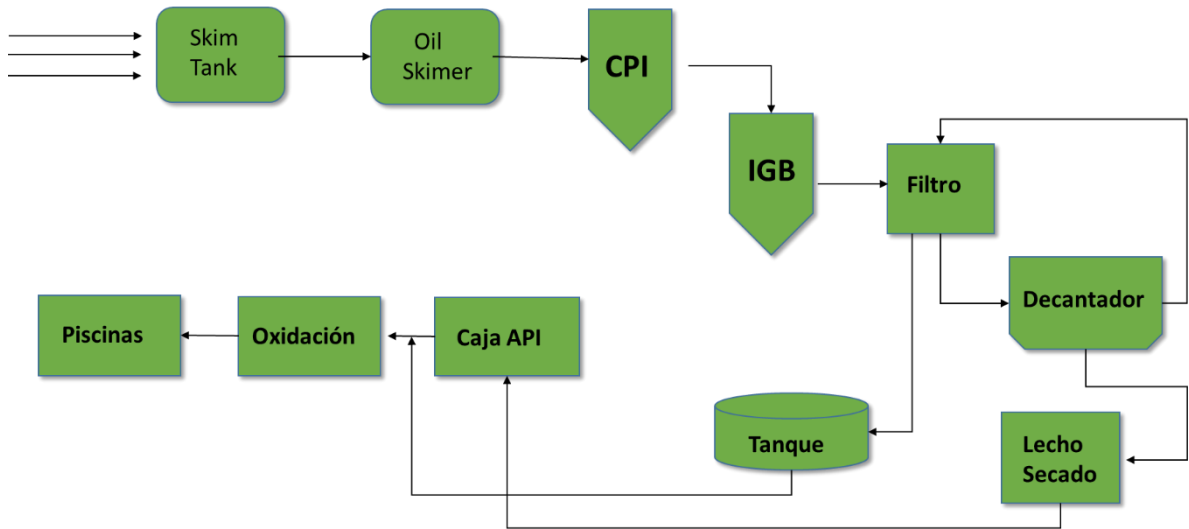 Skim
Tank
Oil
Skimer
CPI
IGB
Filtro
Decantador
Piscinas
Oxidación
Caja API
Tanque
Lecho
Secado